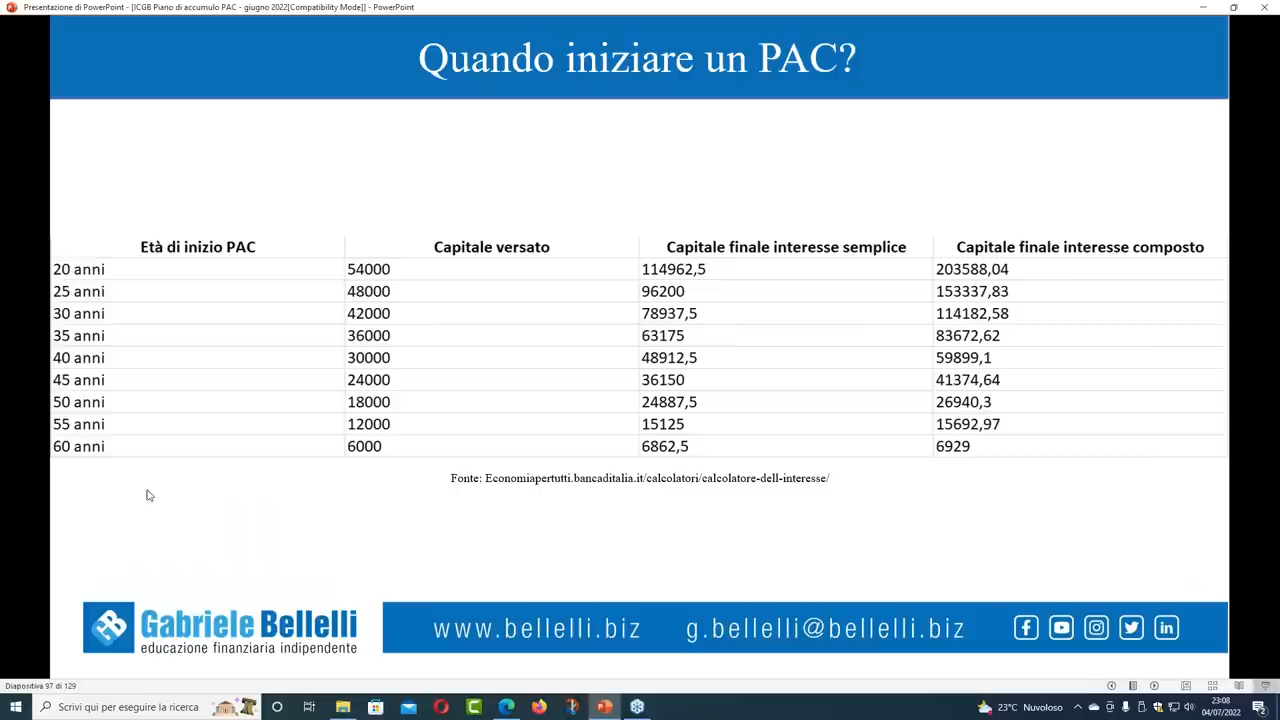 Presentazione di PowerPoint - [ICGB Piano di accumulo PAC - giugno 2022[Compatibility Mode]] - PowerPoint
Quando iniziare un PAC?
Età di inizio PAC Capitale versato Capitale finale interesse semplice Capitale finale interesse composto
20 anni 54000 114962,5 203588,04
25 anni 48000 96200 153337,83
30 anni 42000 78937,5 114182,58
35 anni 36000 63175 83672,62
40 anni 30000 48912,5 59899,1
45 anni 24000 36150 41374,64
50 anni 18000 24887,5 26940,3
55 anni 12000 15125 15692,97
60 anni 6000 6862,5 6929
Fonte: Economiapertutti.bancaditalia.it/calcolatori/calcolatore-dell-interesse/
Gabriele Bellelli
educazione finanziaria indipendente
www.bellelli.biz g.bellelli@bellelli.biz
Diapositiva 97 di 129
Scrivi qui per eseguire la ricerca
23°C Nuvoloso
23:08
04/07/2022